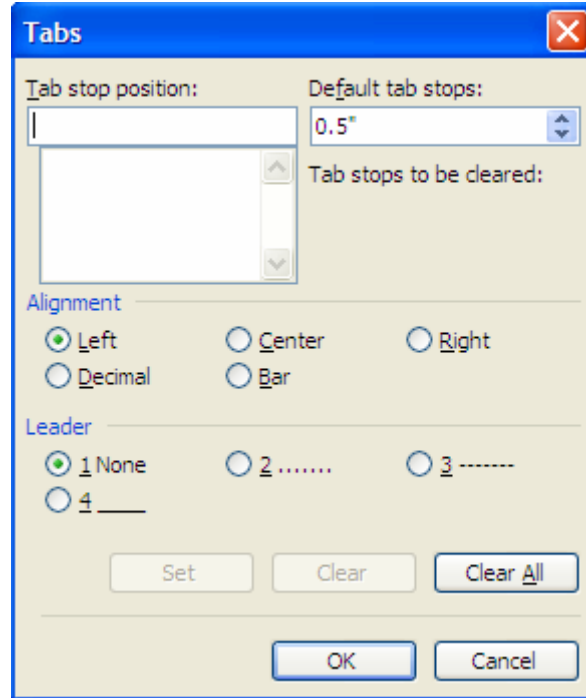 Tabs
Tab stop position: Default tab stops:
0.5"
Tab stops to be cleared:
Alignment
Left Center Right
Decimal Bar
Leader
1 None 2 ....... 3 -------
4 ____
Set Clear Clear All
OK Cancel